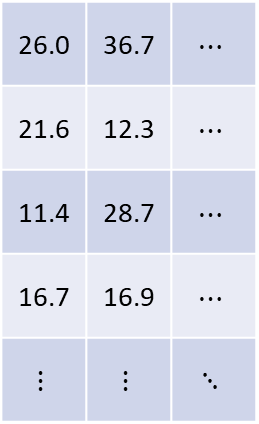 26.0 36.7 ⋯
21.6 12.3 ⋯
11.4 28.7 ⋯
16.7 16.9 ⋯
⋮ ⋮ ⋱